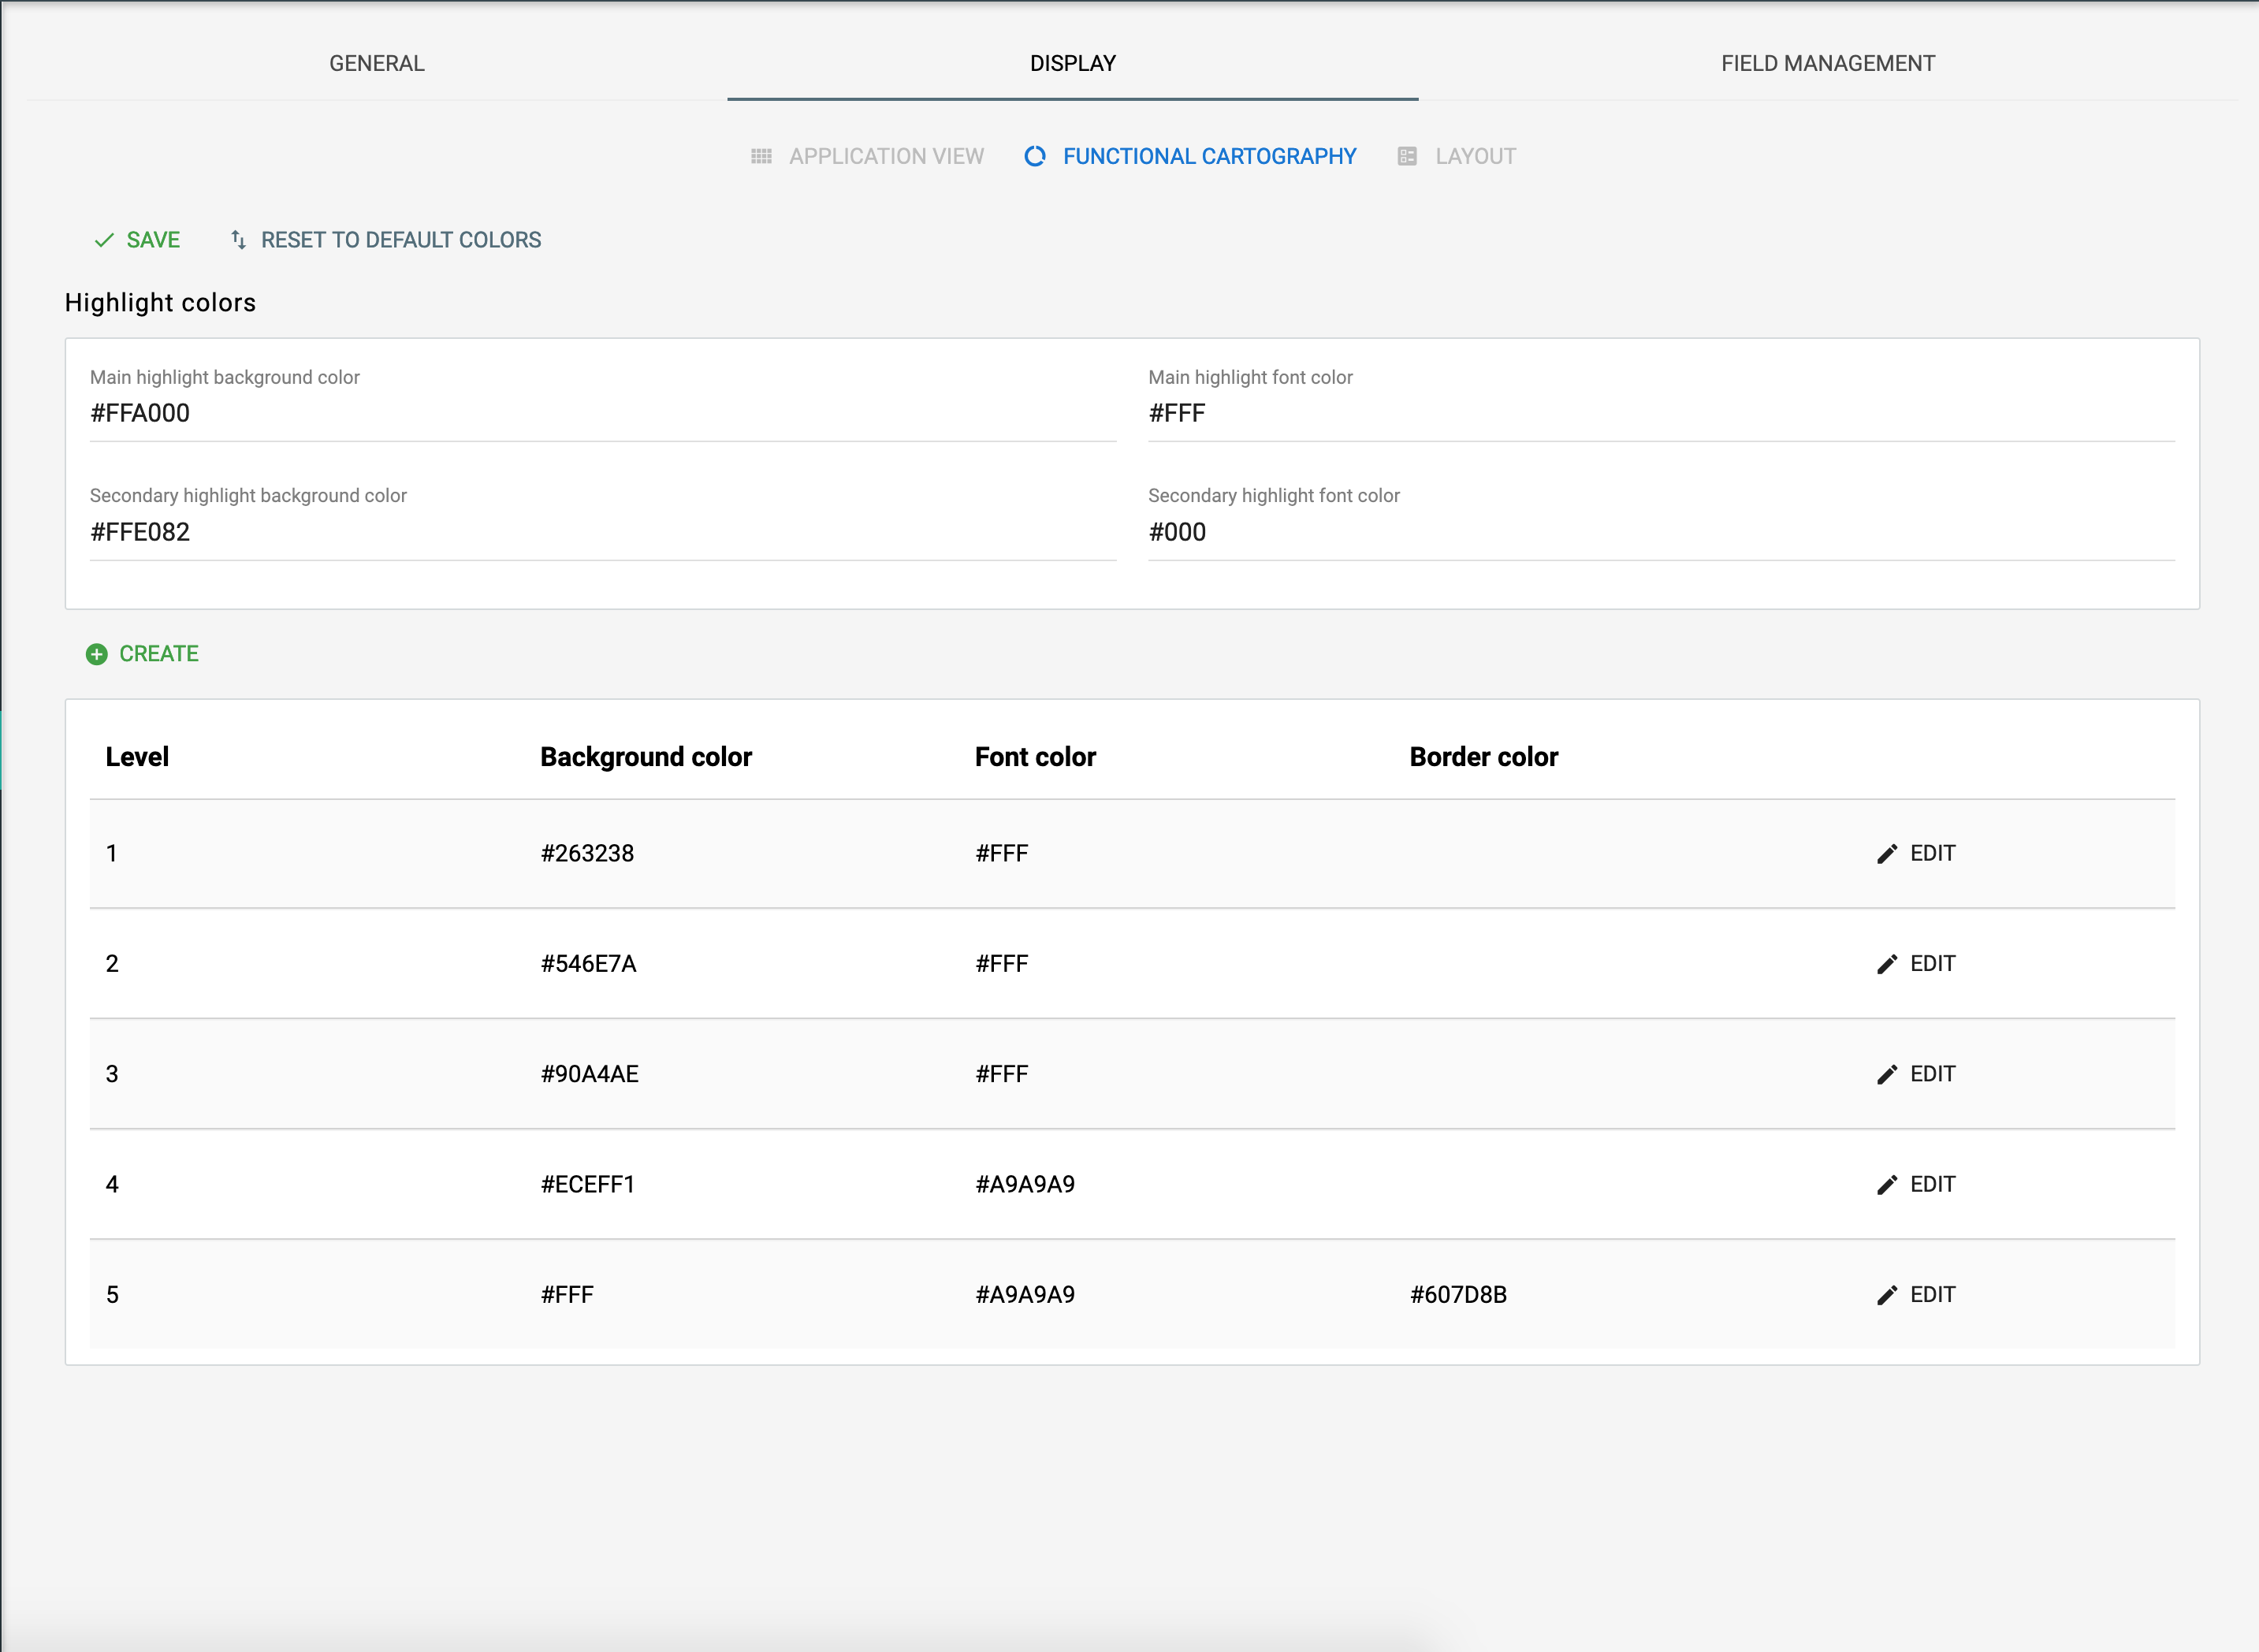 GENERAL DISPLAY FIELD MANAGEMENT
APPLICATION VIEW FUNCTIONAL CARTOGRAPHY LAYOUT
SAVE RESET TO DEFAULT COLORS
Highlight colors
Main highlight background color Main highlight font color
#FFA000 #FFF
Secondary highlight background color Secondary highlight font color
#FFE082 #000
CREATE
Level Background color Font color Border color
1 #263238 #FFF EDIT
2 #546E7A #FFF EDIT
3 #90A4AE #FFF EDIT
4 #ECEFF1 #A9A9A9 EDIT
5 #FFF #A9A9A9 #607D8B EDIT